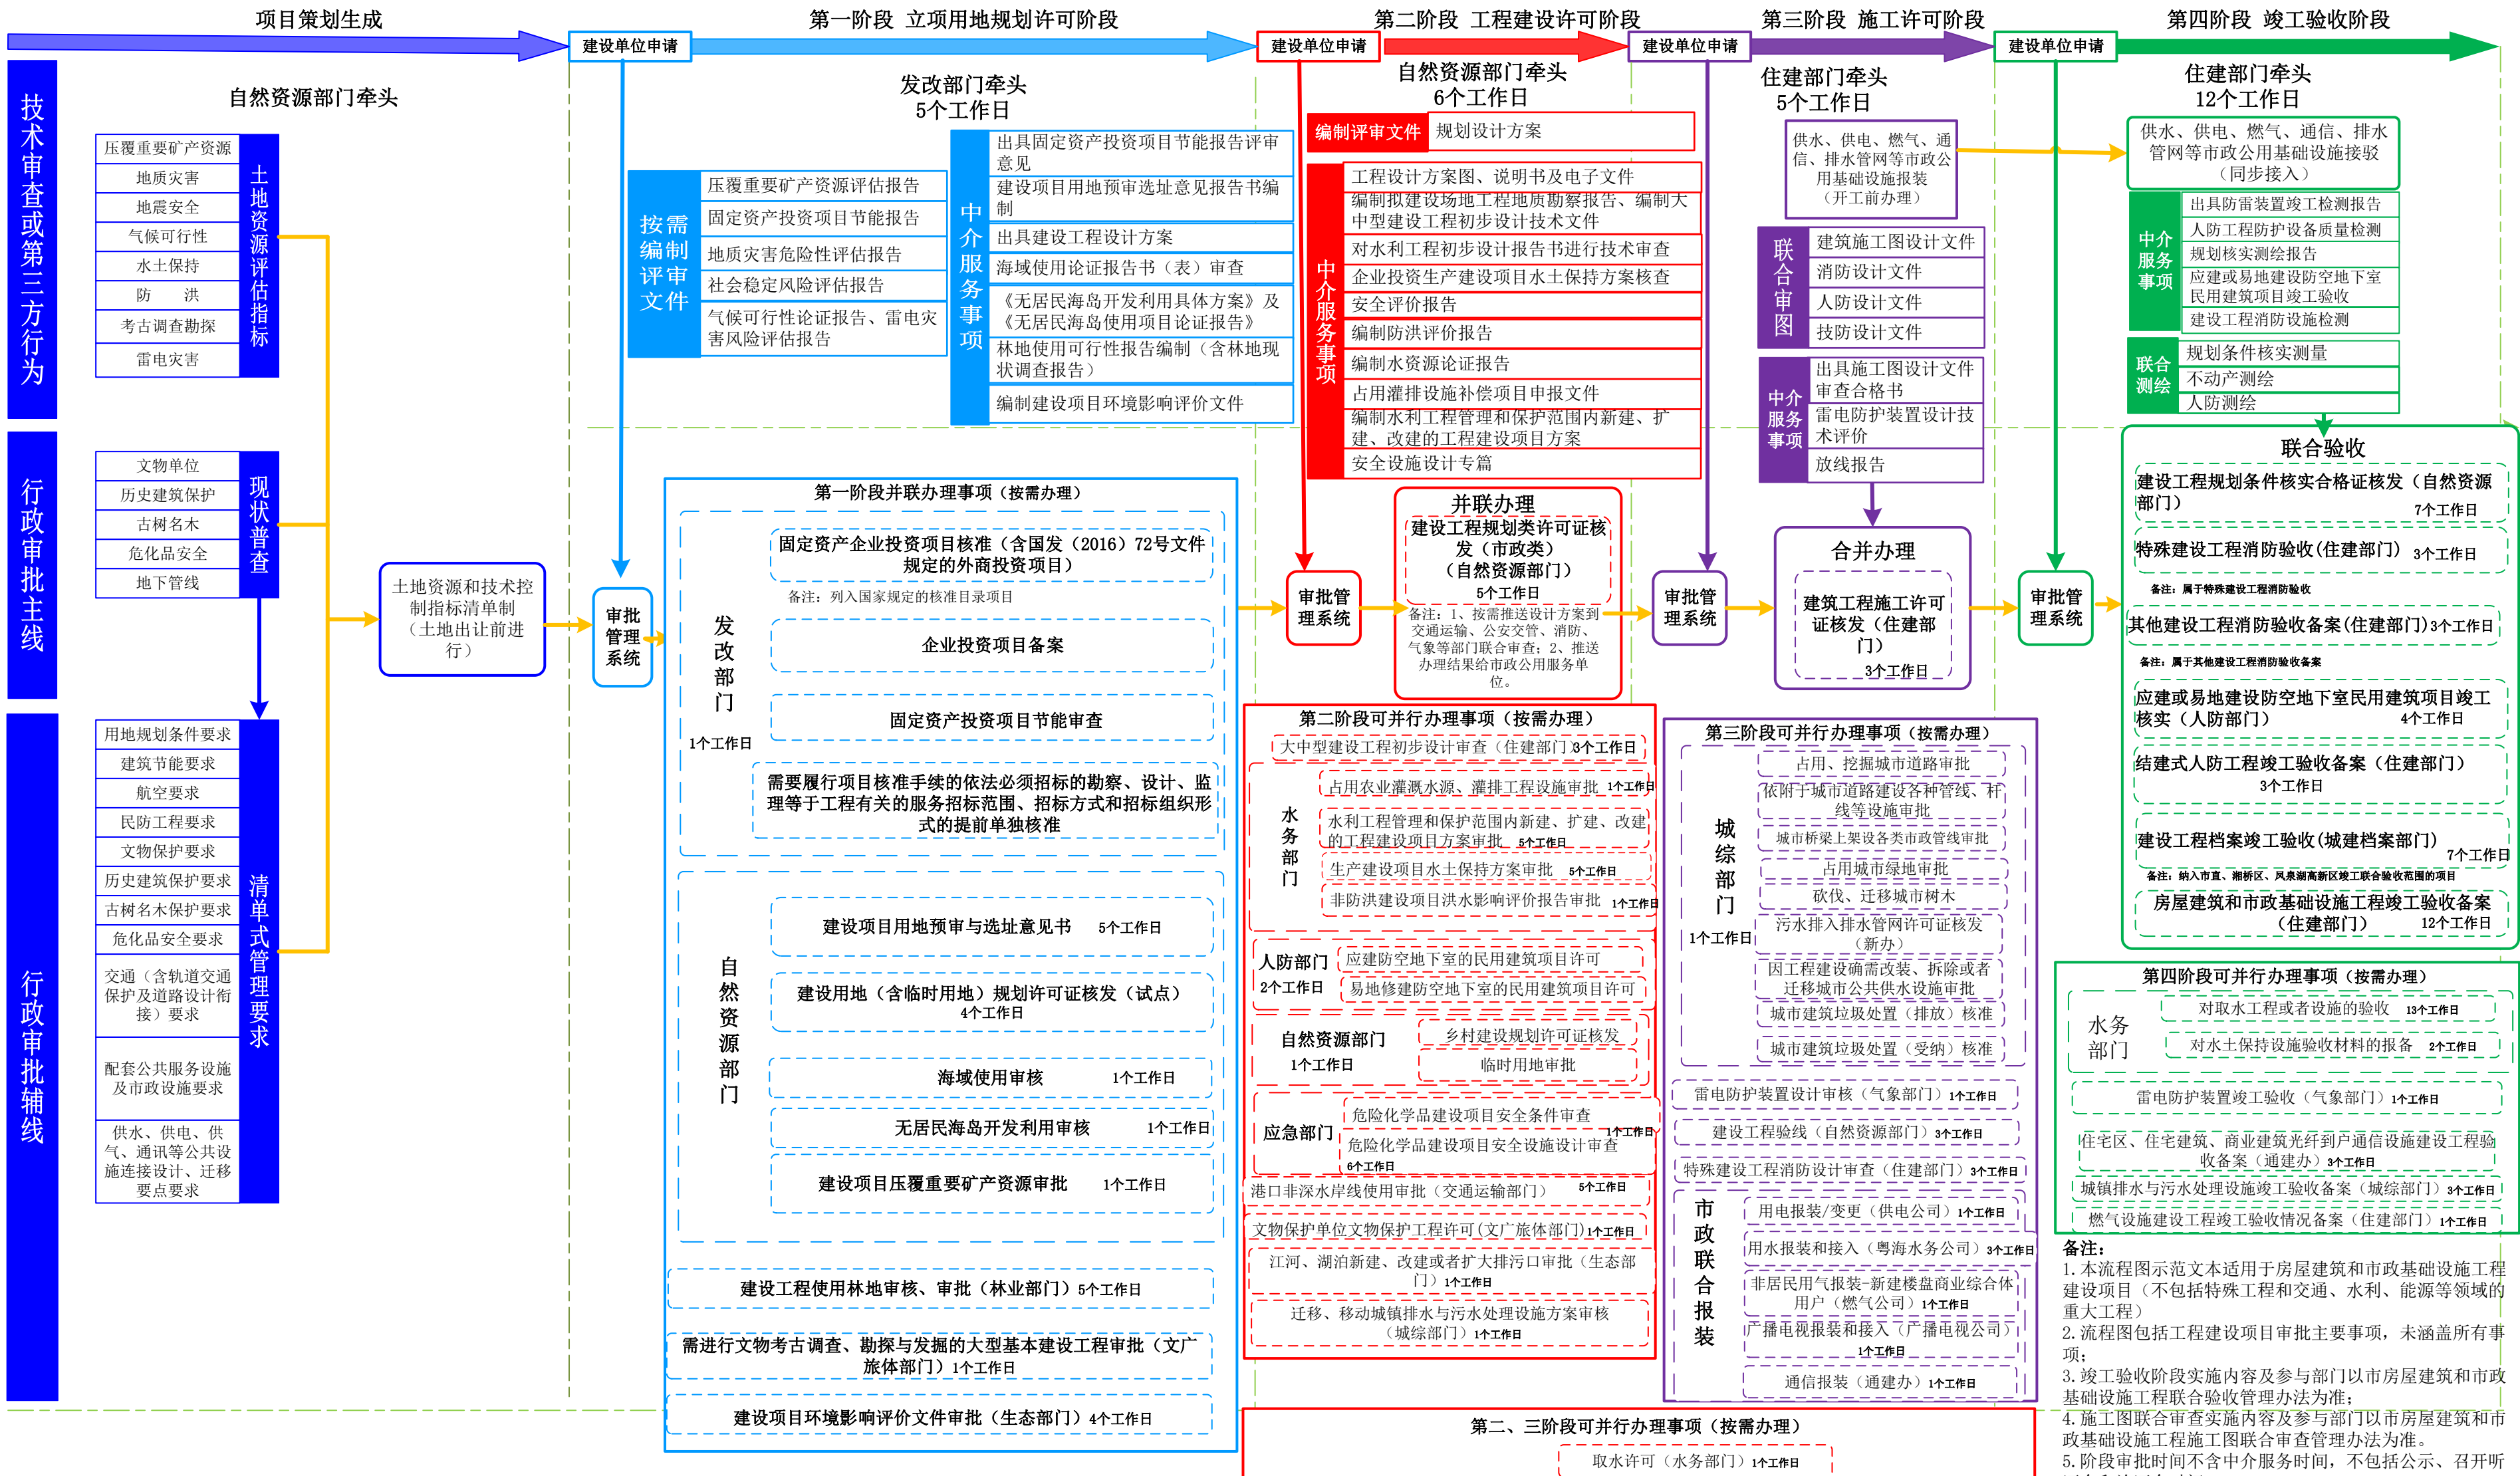 项目策划生成
第一阶段 立项用地规划许可阶段
第二阶段 工程建设许可阶段
第三阶段 施工许可阶段
第四阶段 竣工验收阶段
建设单位申请
建设单位申请
建设单位申请
建设单位申请
技术审查或第三方行为
行政审批主线
行政审批辅线
自然资源部门牵头
压覆重要矿产资源
地质灾害
地震安全
气候可行性
水土保持
防 洪
考古调查勘探
雷电灾害
土地资源评估指标
文物单位
历史建筑保护
古树名木
危化品安全
地下管线
现状普查
用地规划条件要求
建筑节能要求
航空要求
民防工程要求
文物保护要求
历史建筑保护要求
古树名木保护要求
危化品安全要求
交通（含轨道交通
保护及道路设计衔
接）要求
配套公共服务设施
及市政设施要求
供水、供电、供
气、通讯等公共设
施连接设计、迁移
要点要求
清单式管理要求
土地资源和技术控
制指标清单制
（土地出让前进
行）
发改部门牵头
5个工作日
按需
编制
评审
文件
压覆重要矿产资源评估报告
固定资产投资项目节能报告
地质灾害危险性评估报告
社会稳定风险评估报告
气候可行性论证报告、雷电灾
害风险评估报告
中介服务事项
出具固定资产投资项目节能报告评审
意见
建设项目用地预审选址意见报告书编
制
出具建设工程设计方案
海域使用论证报告书（表）审查
《无居民海岛开发利用具体方案》及
《无居民海岛使用项目论证报告》
林地使用可行性报告编制（含林地现
状调查报告）
编制建设项目环境影响评价文件
审批
管理
系统
第一阶段并联办理事项（按需办理）
发改部门
1个工作日
固定资产企业投资项目核准（含国发（2016）72号文件
规定的外商投资项目）
备注：列入国家规定的核准目录项目
企业投资项目备案
固定资产投资项目节能审查
需要履行项目核准手续的依法必须招标的勘察、设计、监
理等于工程有关的服务招标范围、招标方式和招标组织形
式的提前单独核准
自然资源部门
建设项目用地预审与选址意见书 5个工作日
建设用地（含临时用地）规划许可证核发（试点）
4个工作日
海域使用审核 1个工作日
无居民海岛开发利用审核 1个工作日
建设项目压覆重要矿产资源审批 1个工作日
建设工程使用林地审核、审批（林业部门）5个工作日
需进行文物考古调查、勘探与发掘的大型基本建设工程审批（文广
旅体部门）1个工作日
建设项目环境影响评价文件审批（生态部门）4个工作日
自然资源部门牵头
6个工作日
编制评审文件
规划设计方案
中介服务事项
工程设计方案图、说明书及电子文件
编制拟建设场地工程地质勘察报告、编制大
中型建设工程初步设计技术文件
对水利工程初步设计报告书进行技术审查
企业投资生产建设项目水土保持方案核查
安全评价报告
编制防洪评价报告
编制水资源论证报告
占用灌排设施补偿项目申报文件
编制水利工程管理和保护范围内新建、扩
建、改建的工程建设项目方案
安全设施设计专篇
审批管
理系统
并联办理
建设工程规划类许可证核
发（市政类）
（自然资源部门）
5个工作日
备注：1、按需推送设计方案到
交通运输、公安交管、消防、
气象等部门联合审查；2、推送
办理结果给市政公用服务单
位。
第二阶段可并行办理事项（按需办理）
大中型建设工程初步设计审查（住建部门）3个工作日
水务部门
占用农业灌溉水源、灌排工程设施审批 1个工作日
水利工程管理和保护范围内新建、扩建、改建
的工程建设项目方案审批 5个工作日
生产建设项目水土保持方案审批 5个工作日
非防洪建设项目洪水影响评价报告审批 1个工作日
人防部门
2个工作日
应建防空地下室的民用建筑项目许可
易地修建防空地下室的民用建筑项目许可
自然资源部门
1个工作日
乡村建设规划许可证核发
临时用地审批
应急部门
危险化学品建设项目安全条件审查
1个工作日
危险化学品建设项目安全设施设计审查
6个工作日
港口非深水岸线使用审批（交通运输部门） 5个工作日
文物保护单位文物保护工程许可(文广旅体部门)1个工作日
江河、湖泊新建、改建或者扩大排污口审批（生态部
门）1个工作日
迁移、移动城镇排水与污水处理设施方案审核
（城综部门）1个工作日
第二、三阶段可并行办理事项（按需办理）
取水许可（水务部门）1个工作日
住建部门牵头
5个工作日
供水、供电、燃气、通
信、排水管网等市政公
用基础设施报装
（开工前办理）
联合审图
建筑施工图设计文件
消防设计文件
人防设计文件
技防设计文件
中介
服务
事项
出具施工图设计文件
审查合格书
雷电防护装置设计技
术评价
放线报告
审批管
理系统
合并办理
建筑工程施工许可
证核发（住建部
门）
3个工作日
第三阶段可并行办理事项（按需办理）
城综部门
1个工作日
占用、挖掘城市道路审批
依附于城市道路建设各种管线、杆
线等设施审批
城市桥梁上架设各类市政管线审批
占用城市绿地审批
砍伐、迁移城市树木
污水排入排水管网许可证核发
（新办）
因工程建设确需改装、拆除或者
迁移城市公共供水设施审批
城市建筑垃圾处置（排放）核准
城市建筑垃圾处置（受纳）核准
雷电防护装置设计审核（气象部门）1个工作日
建设工程验线（自然资源部门）3个工作日
特殊建设工程消防设计审查（住建部门）3个工作日
市政联合报装
用电报装/变更（供电公司）1个工作日
用水报装和接入（粤海水务公司）3个工作日
非居民用气报装-新建楼盘商业综合体
用户（燃气公司）1个工作日
广播电视报装和接入（广播电视公司）
1个工作日
通信报装（通建办）1个工作日
住建部门牵头
12个工作日
供水、供电、燃气、通信、排水
管网等市政公用基础设施接驳
（同步接入）
中介
服务
事项
出具防雷装置竣工检测报告
人防工程防护设备质量检测
规划核实测绘报告
应建或易地建设防空地下室
民用建筑项目竣工验收
建设工程消防设施检测
联合
测绘
规划条件核实测量
不动产测绘
人防测绘
审批管
理系统
联合验收
建设工程规划条件核实合格证核发（自然资源
部门） 7个工作日
特殊建设工程消防验收(住建部门) 3个工作日
备注：属于特殊建设工程消防验收
其他建设工程消防验收备案(住建部门)3个工作日
备注：属于其他建设工程消防验收备案
应建或易地建设防空地下室民用建筑项目竣工
核实（人防部门） 4个工作日
结建式人防工程竣工验收备案（住建部门）
3个工作日
建设工程档案竣工验收(城建档案部门)
7个工作日
备注：纳入市直、湘桥区、凤泉湖高新区竣工联合验收范围的项目
房屋建筑和市政基础设施工程竣工验收备案
（住建部门） 12个工作日
第四阶段可并行办理事项（按需办理）
水务
部门
对取水工程或者设施的验收 13个工作日
对水土保持设施验收材料的报备 2个工作日
雷电防护装置竣工验收（气象部门）1个工作日
住宅区、住宅建筑、商业建筑光纤到户通信设施建设工程验
收备案（通建办）3个工作日
城镇排水与污水处理设施竣工验收备案（城综部门）3个工作日
燃气设施建设工程竣工验收情况备案（住建部门）1个工作日
备注：
1.本流程图示范文本适用于房屋建筑和市政基础设施工程
建设项目（不包括特殊工程和交通、水利、能源等领域的
重大工程）
2.流程图包括工程建设项目审批主要事项，未涵盖所有事
项；
3.竣工验收阶段实施内容及参与部门以市房屋建筑和市政
基础设施工程联合验收管理办法为准；
4.施工图联合审查实施内容及参与部门以市房屋建筑和市
政基础设施工程施工图联合审查管理办法为准。
5.阶段审批时间不含中介服务时间，不包括公示、召开听